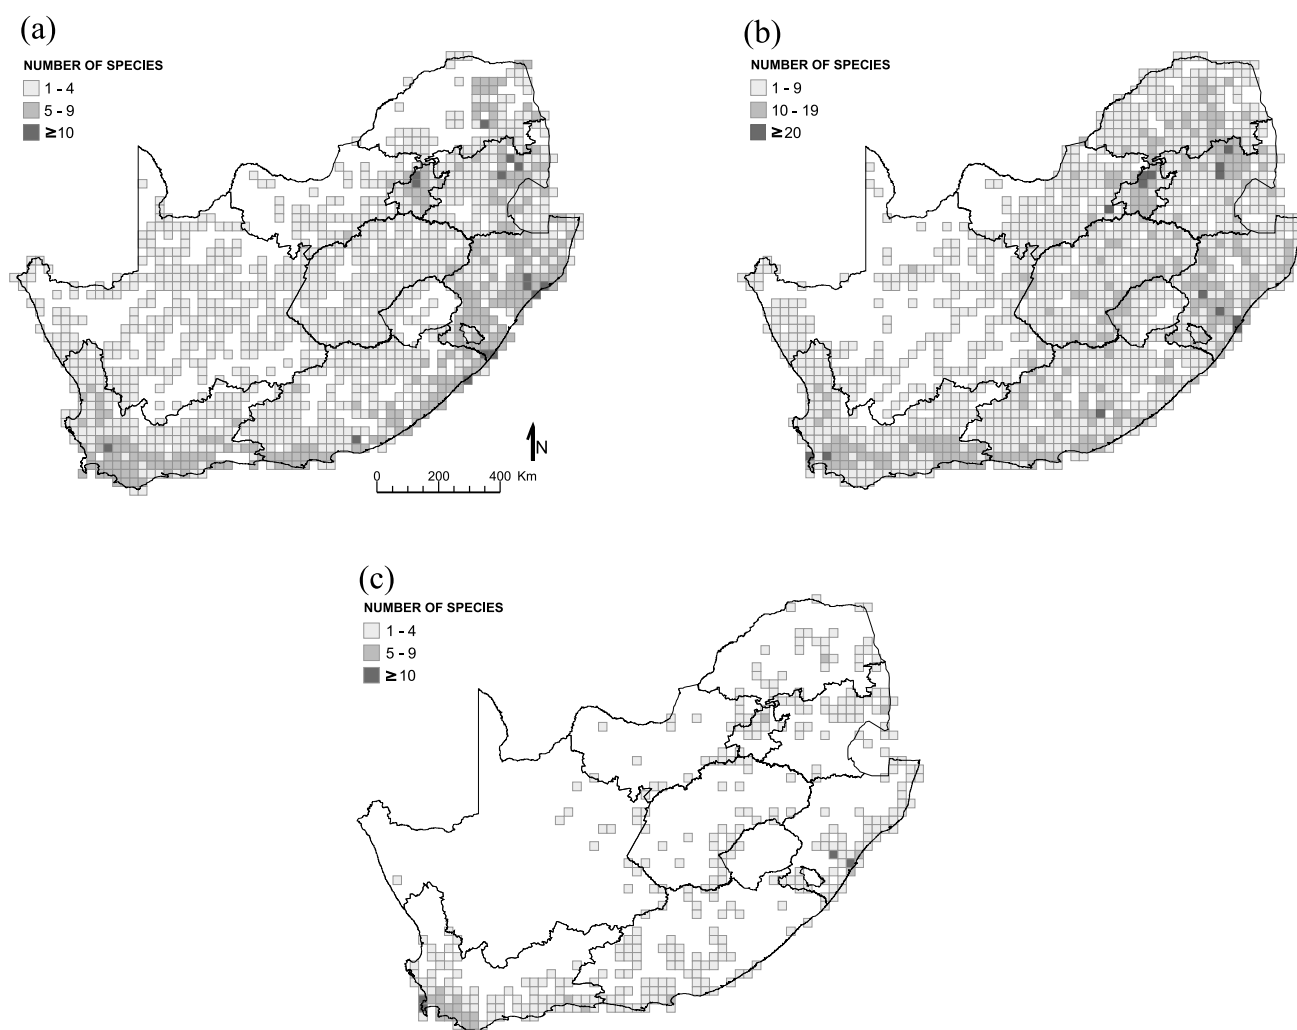 (a)
NUMBER OF SPECIES
1 - 4
5 - 9
≥10
N
0 200 400 Km
(b)
NUMBER OF SPECIES
1 - 9
10 - 19
≥20
(c)
NUMBER OF SPECIES
1 - 4
5 - 9
≥10